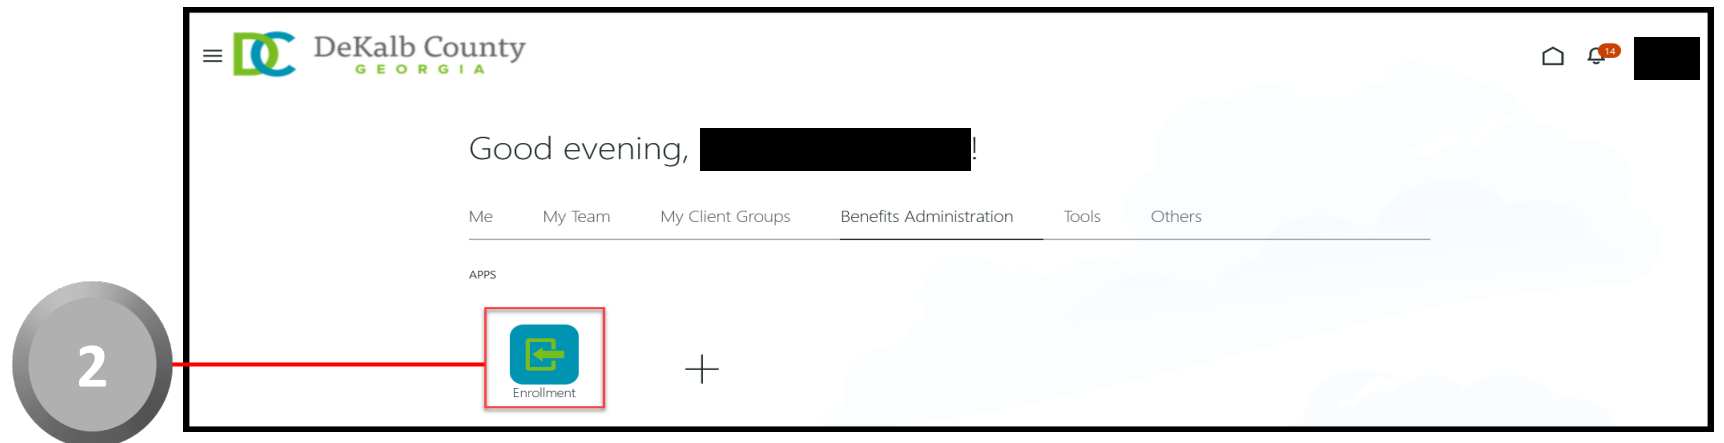 DC DeKalb County
GEORGIA
14
Good evening, !
Me My Team My Client Groups Benefits Administration Tools Others
APPS
2
Enrollment